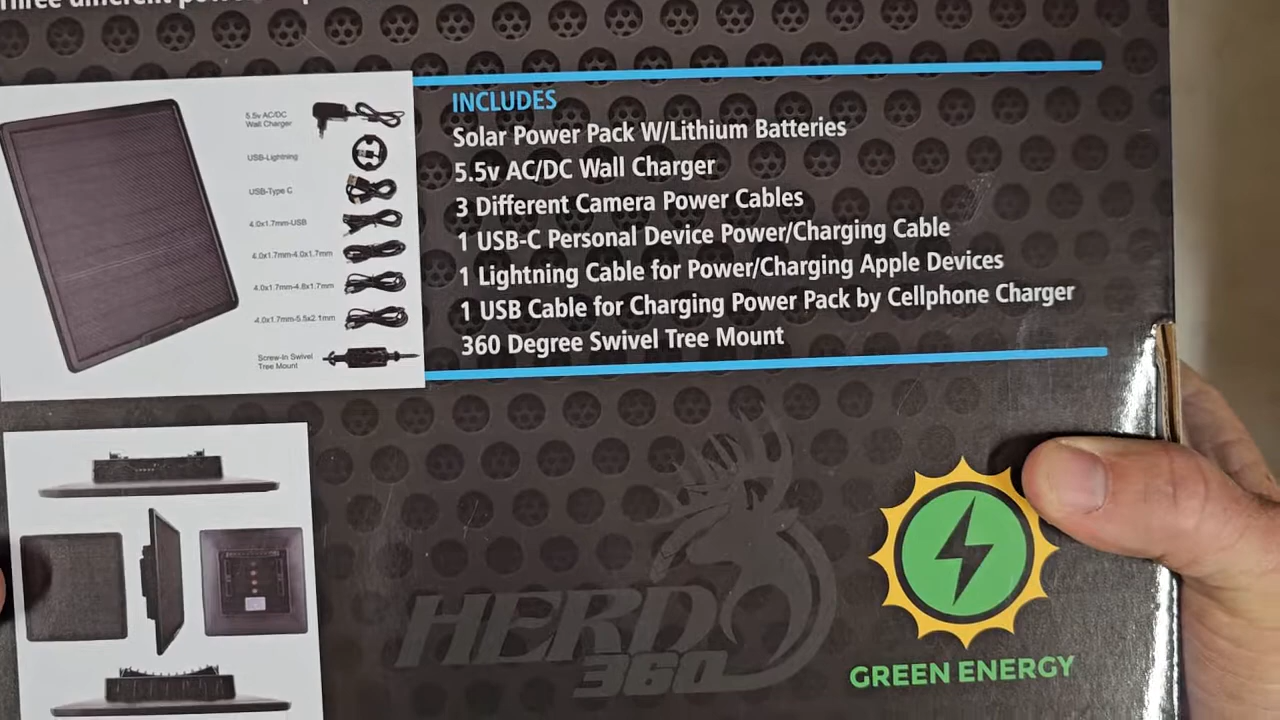 Three different
INCLUDES
Solar Power Pack W/Lithium Batteries
5.5v AC/DC Wall Charger
3 Different Camera Power Cables
1 USB-C Personal Device Power/Charging Cable
1 Lightning Cable for Power/Charging Apple Devices
1 USB Cable for Charging Power Pack by Cellphone Charger
360 Degree Swivel Tree Mount
5.5v AC/DC
Wall Charger
USB-Lightning
USB-Type C
4.0x1.7mm-USB
4.0x1.7mm-4.0x1.7mm
4.0x1.7mm-4.8x1.7mm
4.0x1.7mm-5.5x2.1mm
Screw-In Swivel
Tree Mount
HERD
360
GREEN ENERGY